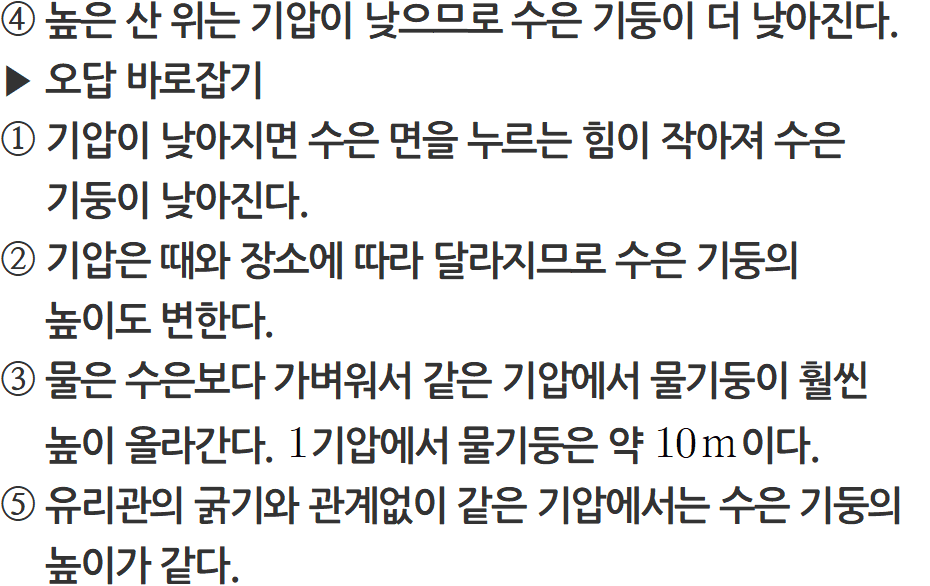 ④ 높은 산 위는 기압이 낮으므로 수은 기둥이 더 낮아진다.
▶ 오답 바로잡기
① 기압이 낮아지면 수은 면을 누르는 힘이 작아져 수은
기둥이 낮아진다.
② 기압은 때와 장소에 따라 달라지므로 수은 기둥의
높이도 변한다.
③ 물은 수은보다 가벼워서 같은 기압에서 물기둥이 훨씬
높이 올라간다. 1기압에서 물기둥은 약 10m이다.
⑤ 유리관의 굵기와 관계없이 같은 기압에서는 수은 기둥의
높이가 같다.